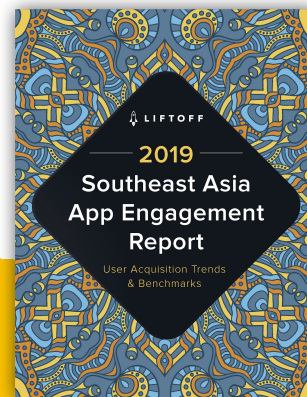 LIFTOFF
2019
Southeast Asia
App Engagement
Report
User Acquisition Trends
& Benchmarks